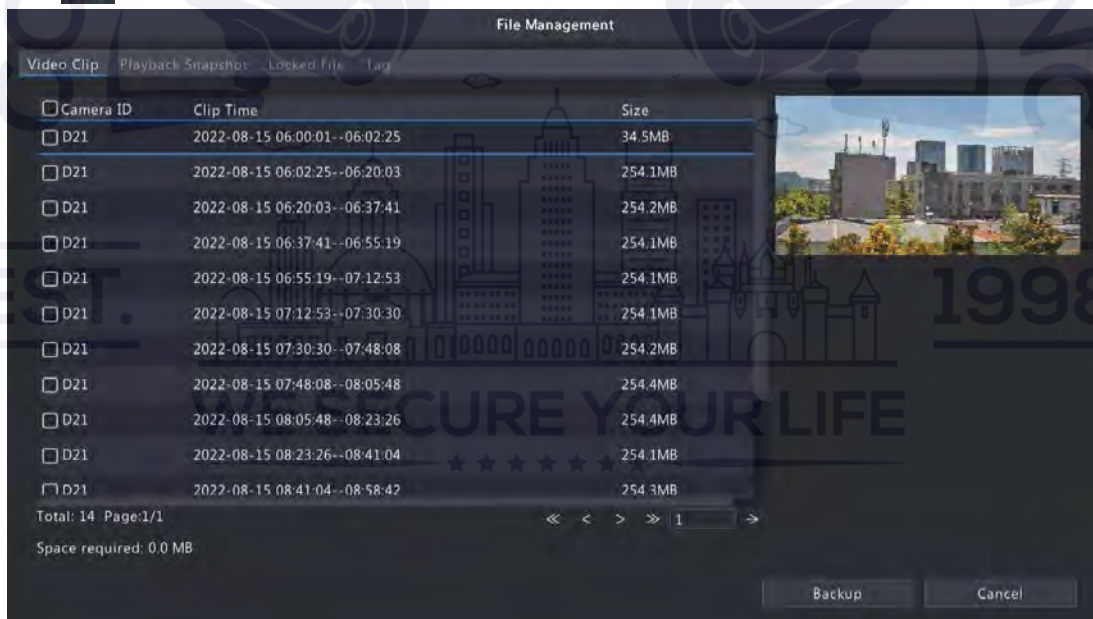 File Management
Video Clip Playback Snapshot Locked File Tag
Camera ID Clip Time Size
D21 2022-08-15 06:00:01--06:02:25 34.5MB
D21 2022-08-15 06:02:25--06:20:03 254.1MB
D21 2022-08-15 06:20:03--06:37:41 254.2MB
D21 2022-08-15 06:37:41--06:55:19 254.1MB
D21 2022-08-15 06:55:19--07:12:53 254.1MB
D21 2022-08-15 07:12:53--07:30:30 254.1MB
D21 2022-08-15 07:30:30--07:48:08 254.2MB
D21 2022-08-15 07:48:08--08:05:48 254.4MB
D21 2022-08-15 08:05:48--08:23:26 254.4MB
D21 2022-08-15 08:23:26--08:41:04 254.1MB
D21 2022-08-15 08:41:04--08:58:42 254.3MB
Total: 14 Page:1/1 ≪ < > ≫ 1 →
Space required: 0.0 MB
Backup Cancel
EST. 1998
WE SECURE YOUR LIFE